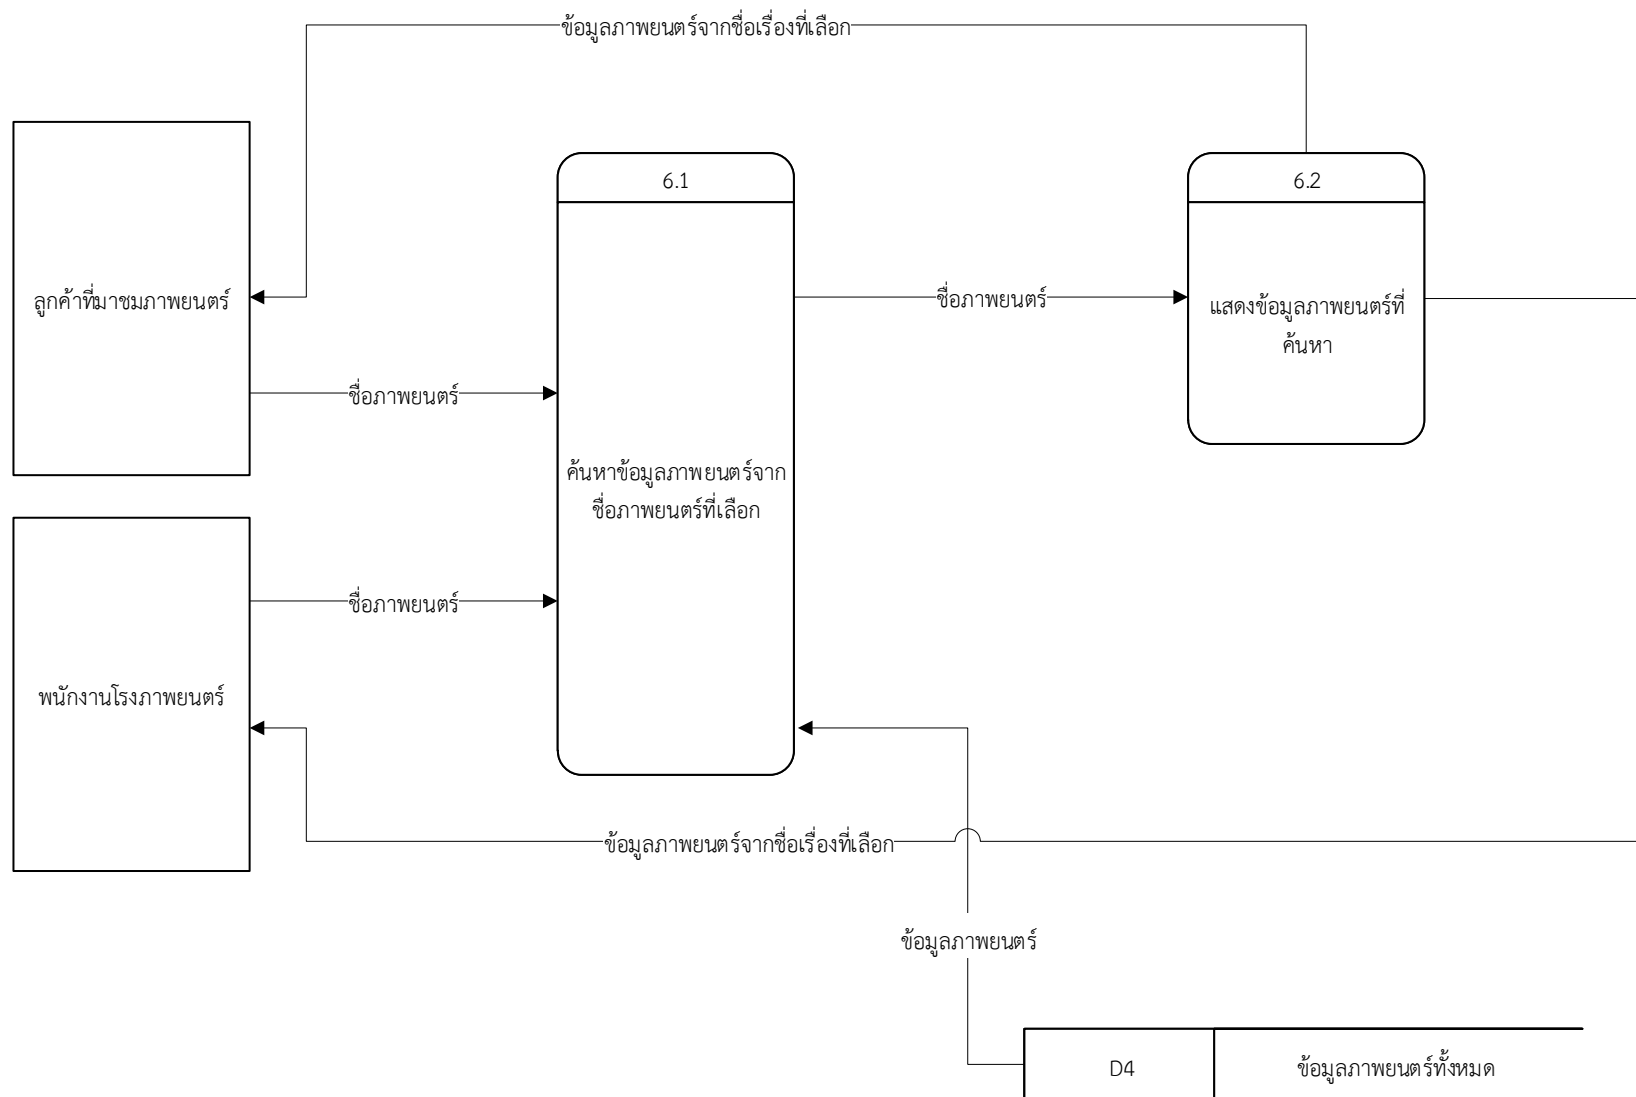 ข้อมูลภาพยนตร์จากชื่อเรื่องที่เลือก
6.1
6.2
ลูกค้าที่มาชมภาพยนตร์
ชื่อภาพยนตร์
แสดงข้อมูลภาพยนตร์ที่
ค้นหา
ชื่อภาพยนตร์
ค้นหาข้อมูลภาพยนตร์จาก
ชื่อภาพยนตร์ที่เลือก
ชื่อภาพยนตร์
พนักงานโรงภาพยนตร์
ข้อมูลภาพยนตร์จากชื่อเรื่องที่เลือก
ข้อมูลภาพยนตร์
D4
ข้อมูลภาพยนตร์ทั้งหมด